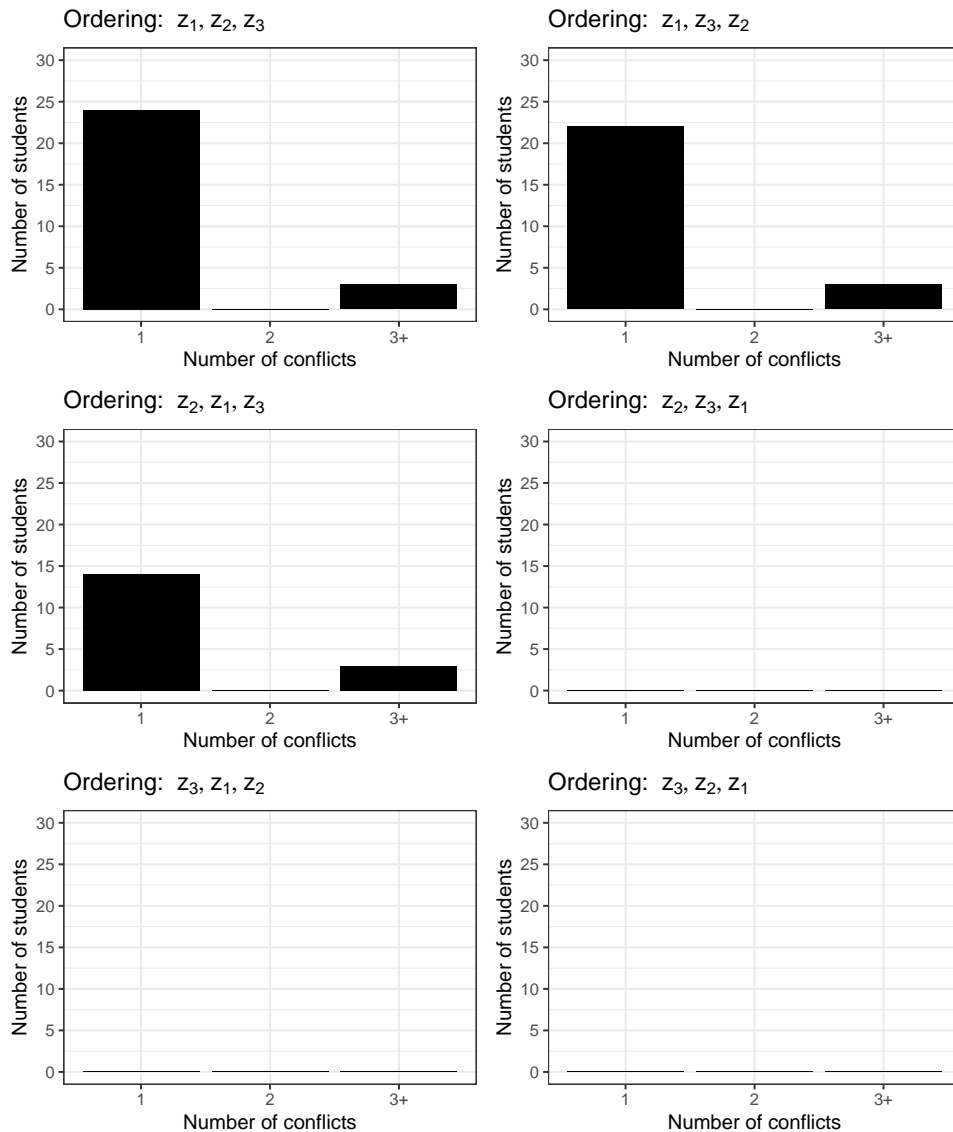 Ordering: z₁, z₂, z₃
Number of students
30
25
20
15
10
5
0
1 2 3+
Number of conflicts
Ordering: z₁, z₃, z₂
Number of students
30
25
20
15
10
5
0
1 2 3+
Number of conflicts
Ordering: z₂, z₁, z₃
Number of students
30
25
20
15
10
5
0
1 2 3+
Number of conflicts
Ordering: z₂, z₃, z₁
Number of students
30
25
20
15
10
5
0
1 2 3+
Number of conflicts
Ordering: z₃, z₁, z₂
Number of students
30
25
20
15
10
5
0
1 2 3+
Number of conflicts
Ordering: z₃, z₂, z₁
Number of students
30
25
20
15
10
5
0
1 2 3+
Number of conflicts